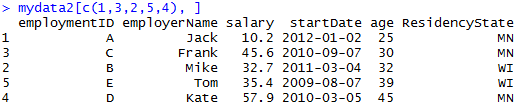 > mydata2[c(1,3,2,5,4), ]
employmentID employerName salary startDate age ResidencyState
1 A Jack 10.2 2012-01-02 25 MN
3 C Frank 45.6 2010-09-07 30 MN
2 B Mike 32.7 2011-03-04 32 WI
5 E Tom 35.4 2009-08-07 39 WI
4 D Kate 57.9 2010-03-05 45 MN